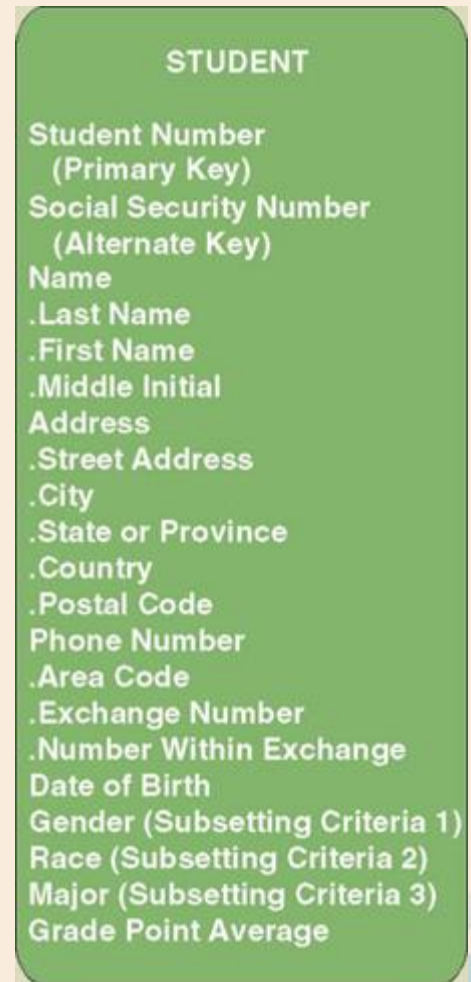 STUDENT
Student Number
(Primary Key)
Social Security Number
(Alternate Key)
Name
.Last Name
.First Name
.Middle Initial
Address
.Street Address
.City
.State or Province
.Country
.Postal Code
Phone Number
.Area Code
.Exchange Number
.Number Within Exchange
Date of Birth
Gender (Subsetting Criteria 1)
Race (Subsetting Criteria 2)
Major (Subsetting Criteria 3)
Grade Point Average